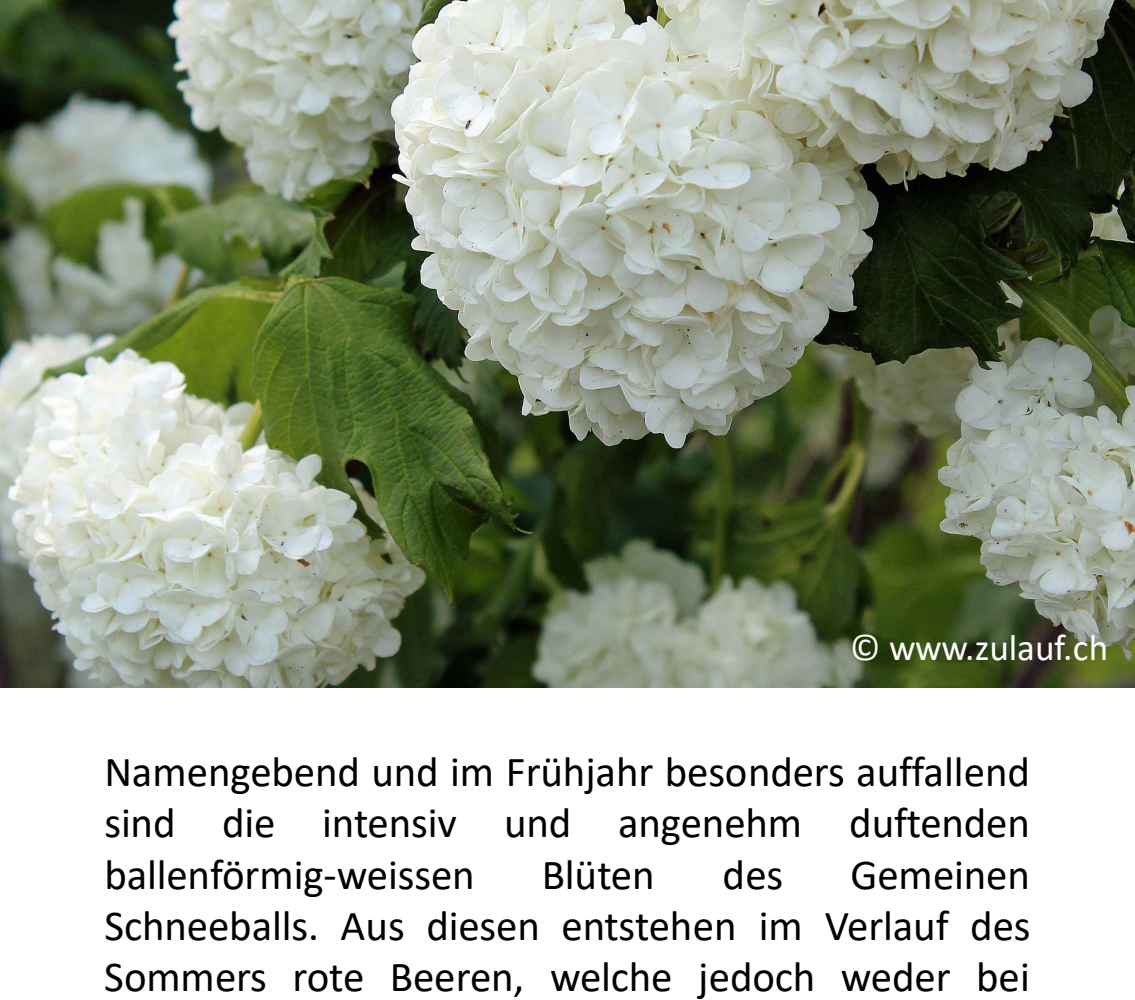 © www.zulauf.ch
Namengebend und im Frühjahr besonders auffallend
sind die intensiv und angenehm duftenden
ballenförmig-weissen Blüten des Gemeinen
Schneeballs. Aus diesen entstehen im Verlauf des
Sommers rote Beeren, welche jedoch weder bei